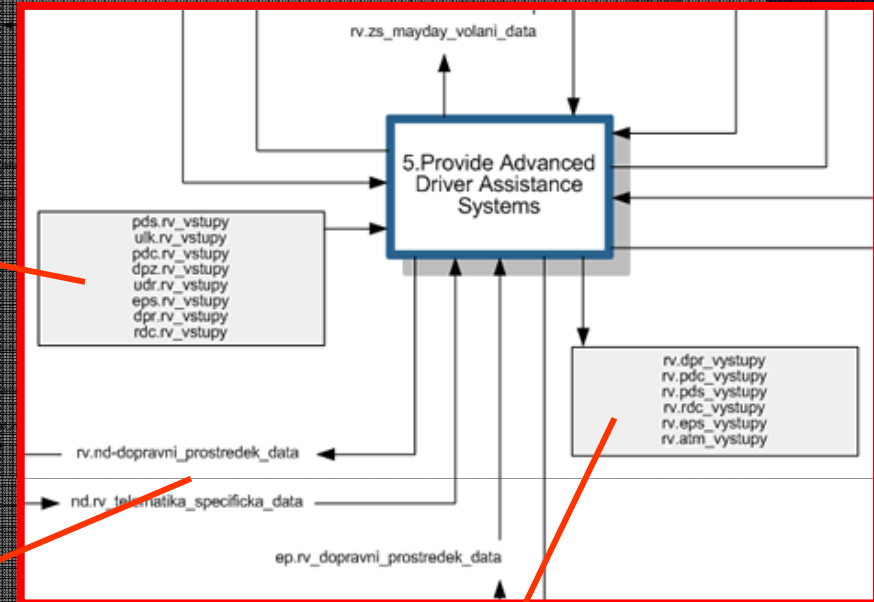 rv.zs_mayday_volani_data
5.Provide Advanced
Driver Assistance
Systems
pds.rv_vstupy
ulk.rv_vstupy
pdc.rv_vstupy
dpz.rv_vstupy
udr.rv_vstupy
eps.rv_vstupy
dpr.rv_vstupy
rdc.rv_vstupy
rv.dpr_vystupy
rv.pdc_vystupy
rv.pds_vystupy
rv.rdc_vystupy
rv.eps_vystupy
rv.atm_vystupy
rv.nd-dopravni_prostredek_data
nd.rv_telematika_specificka_data
ep.rv_dopravni_prostredek_data